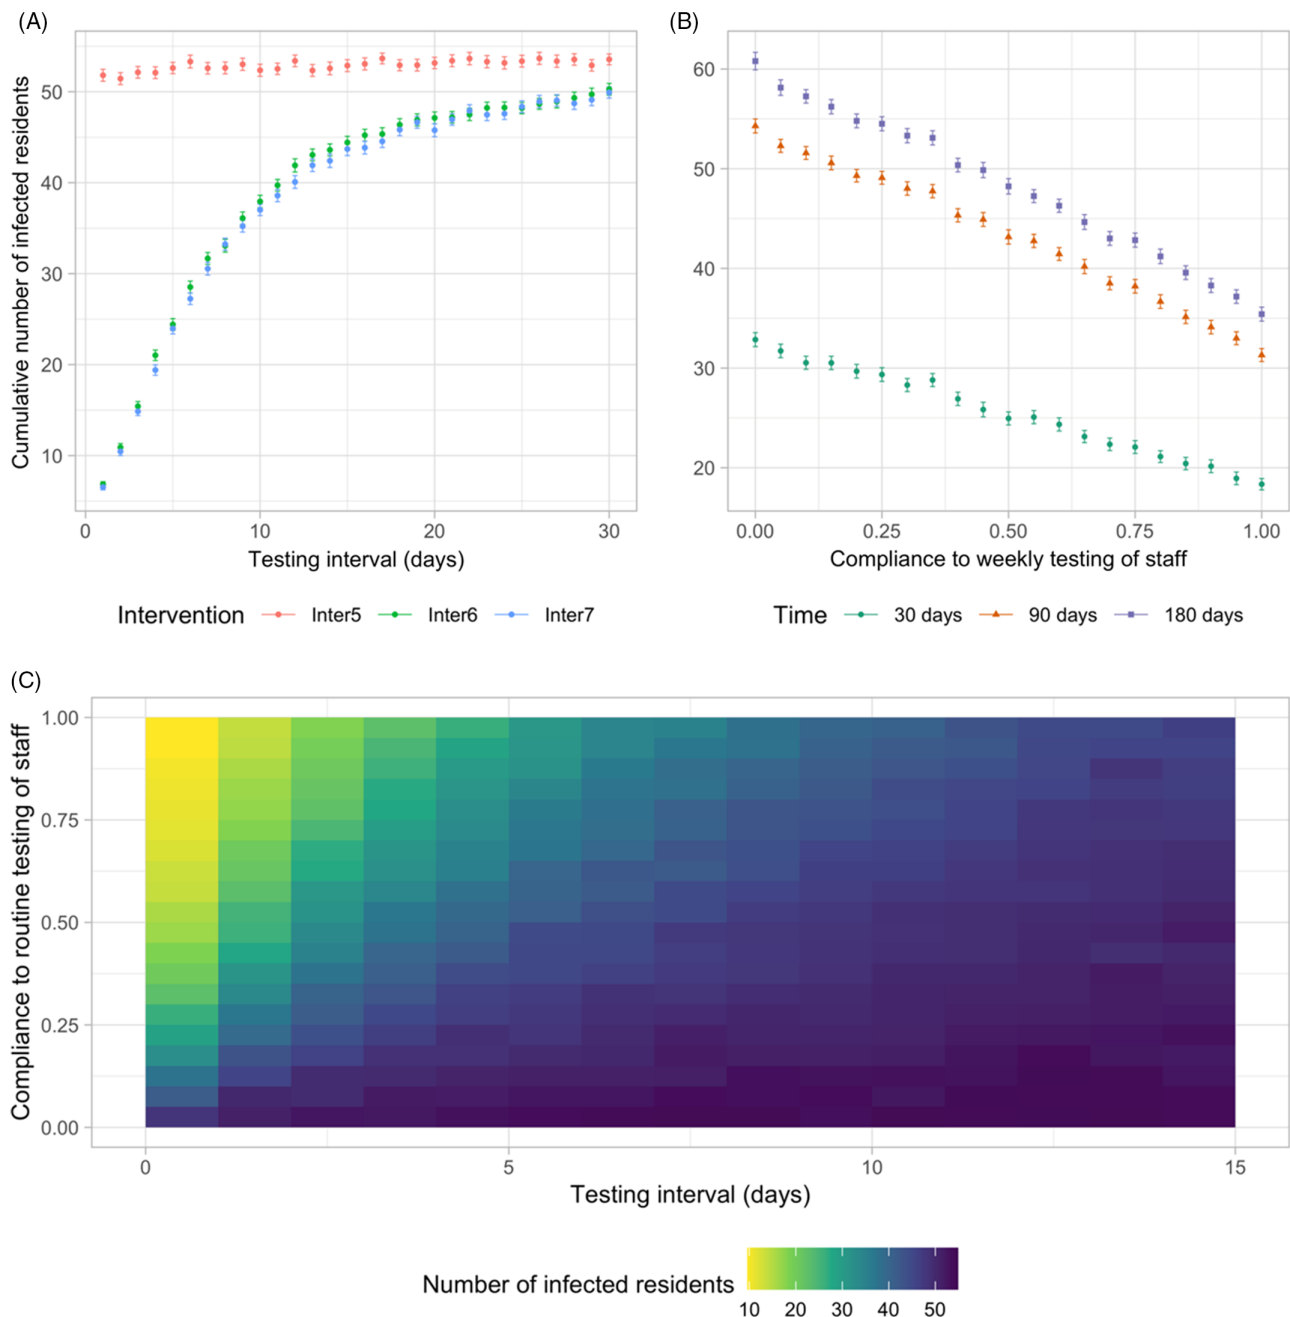 (A)
Cumulative number of infected residents
50
40
30
20
10
0 10 20 30
Testing interval (days)
Intervention Inter5 Inter6 Inter7
(B)
60
50
40
30
20
0.00 0.25 0.50 0.75 1.00
Compliance to weekly testing of staff
Time 30 days 90 days 180 days
(C)
Compliance to routine testing of staff
1.00
0.75
0.50
0.25
0.00
0 5 10 15
Testing interval (days)
Number of infected residents
10 20 30 40 50